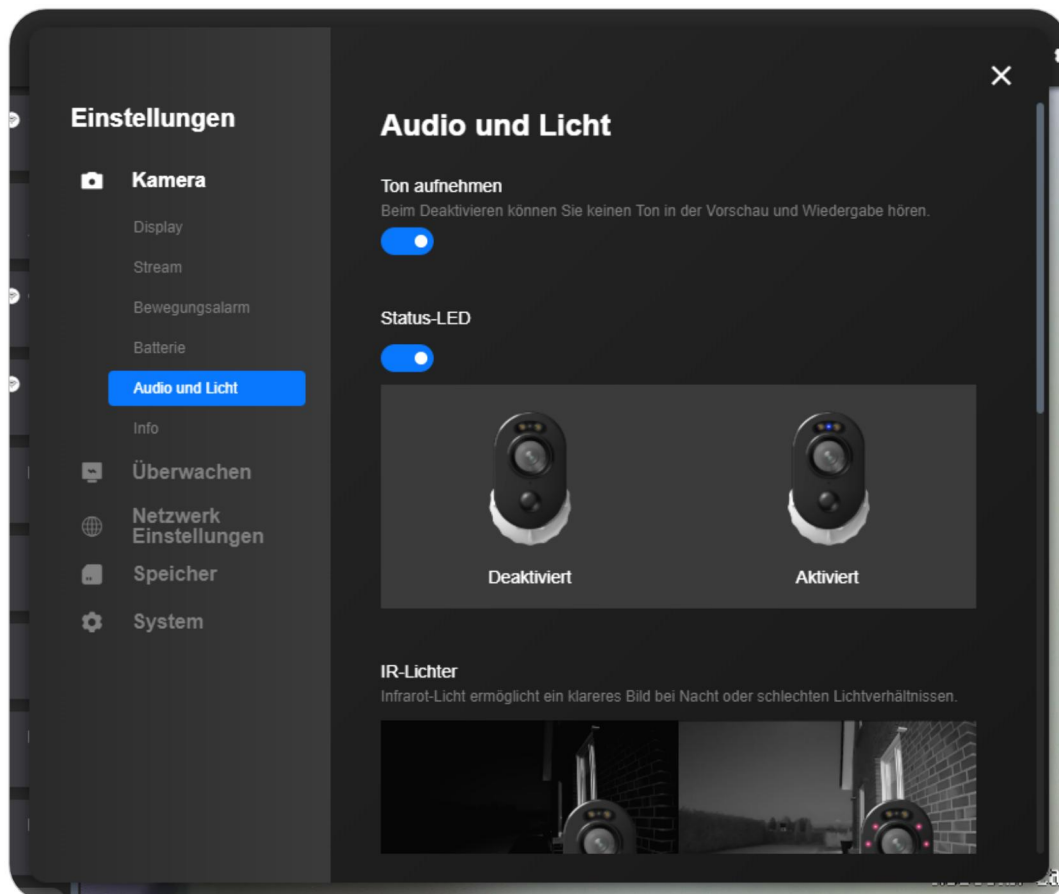 Einstellungen
Kamera
Display
Stream
Bewegungsalarm
Batterie
Audio und Licht
Info
Überwachen
Netzwerk
Einstellungen
Speicher
System
Audio und Licht
Ton aufnehmen
Beim Deaktivieren können Sie keinen Ton in der Vorschau und Wiedergabe hören.
Status-LED
Deaktiviert
Aktiviert
IR-Lichter
Infrarot-Licht ermöglicht ein klareres Bild bei Nacht oder schlechten Lichtverhältnissen.